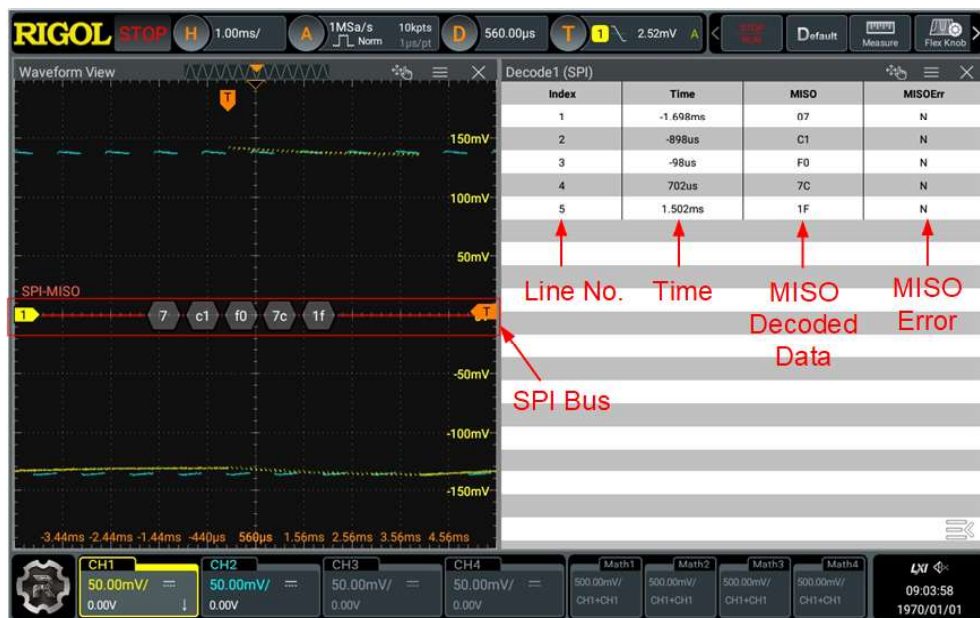 RIGOL STOP H 1.00ms/ A 1MSa/s 10kpts Norm 1μs/pt D 560.00μs T 1 2.52mV A STOP RUN Default Measure Flex Knob
Waveform View
Decode1 (SPI)
T
Index Time MISO MISOErr
1 -1.698ms 07 N
2 -898us C1 N
3 -98us F0 N
4 702us 7C N
5 1.502ms 1F N
150mV
100mV
50mV
SPI-MISO
1 7 c1 f0 7c 1f T
-50mV
-100mV
-150mV
Line No. Time MISO Decoded Data MISO Error
SPI Bus
-3.44ms -2.44ms -1.44ms -440μs 560μs 1.56ms 2.56ms 3.56ms 4.56ms
CH1 CH2 CH3 CH4 Math1 Math2 Math3 Math4
50.00mV/ 50.00mV/ 50.00mV/ 50.00mV/ 500.00mV/ 500.00mV/ 500.00mV/ 500.00mV/
0.00V 0.00V 0.00V 0.00V CH1+CH1 CH1+CH1 CH1+CH1 CH1+CH1
LXI
09:03:58
1970/01/01